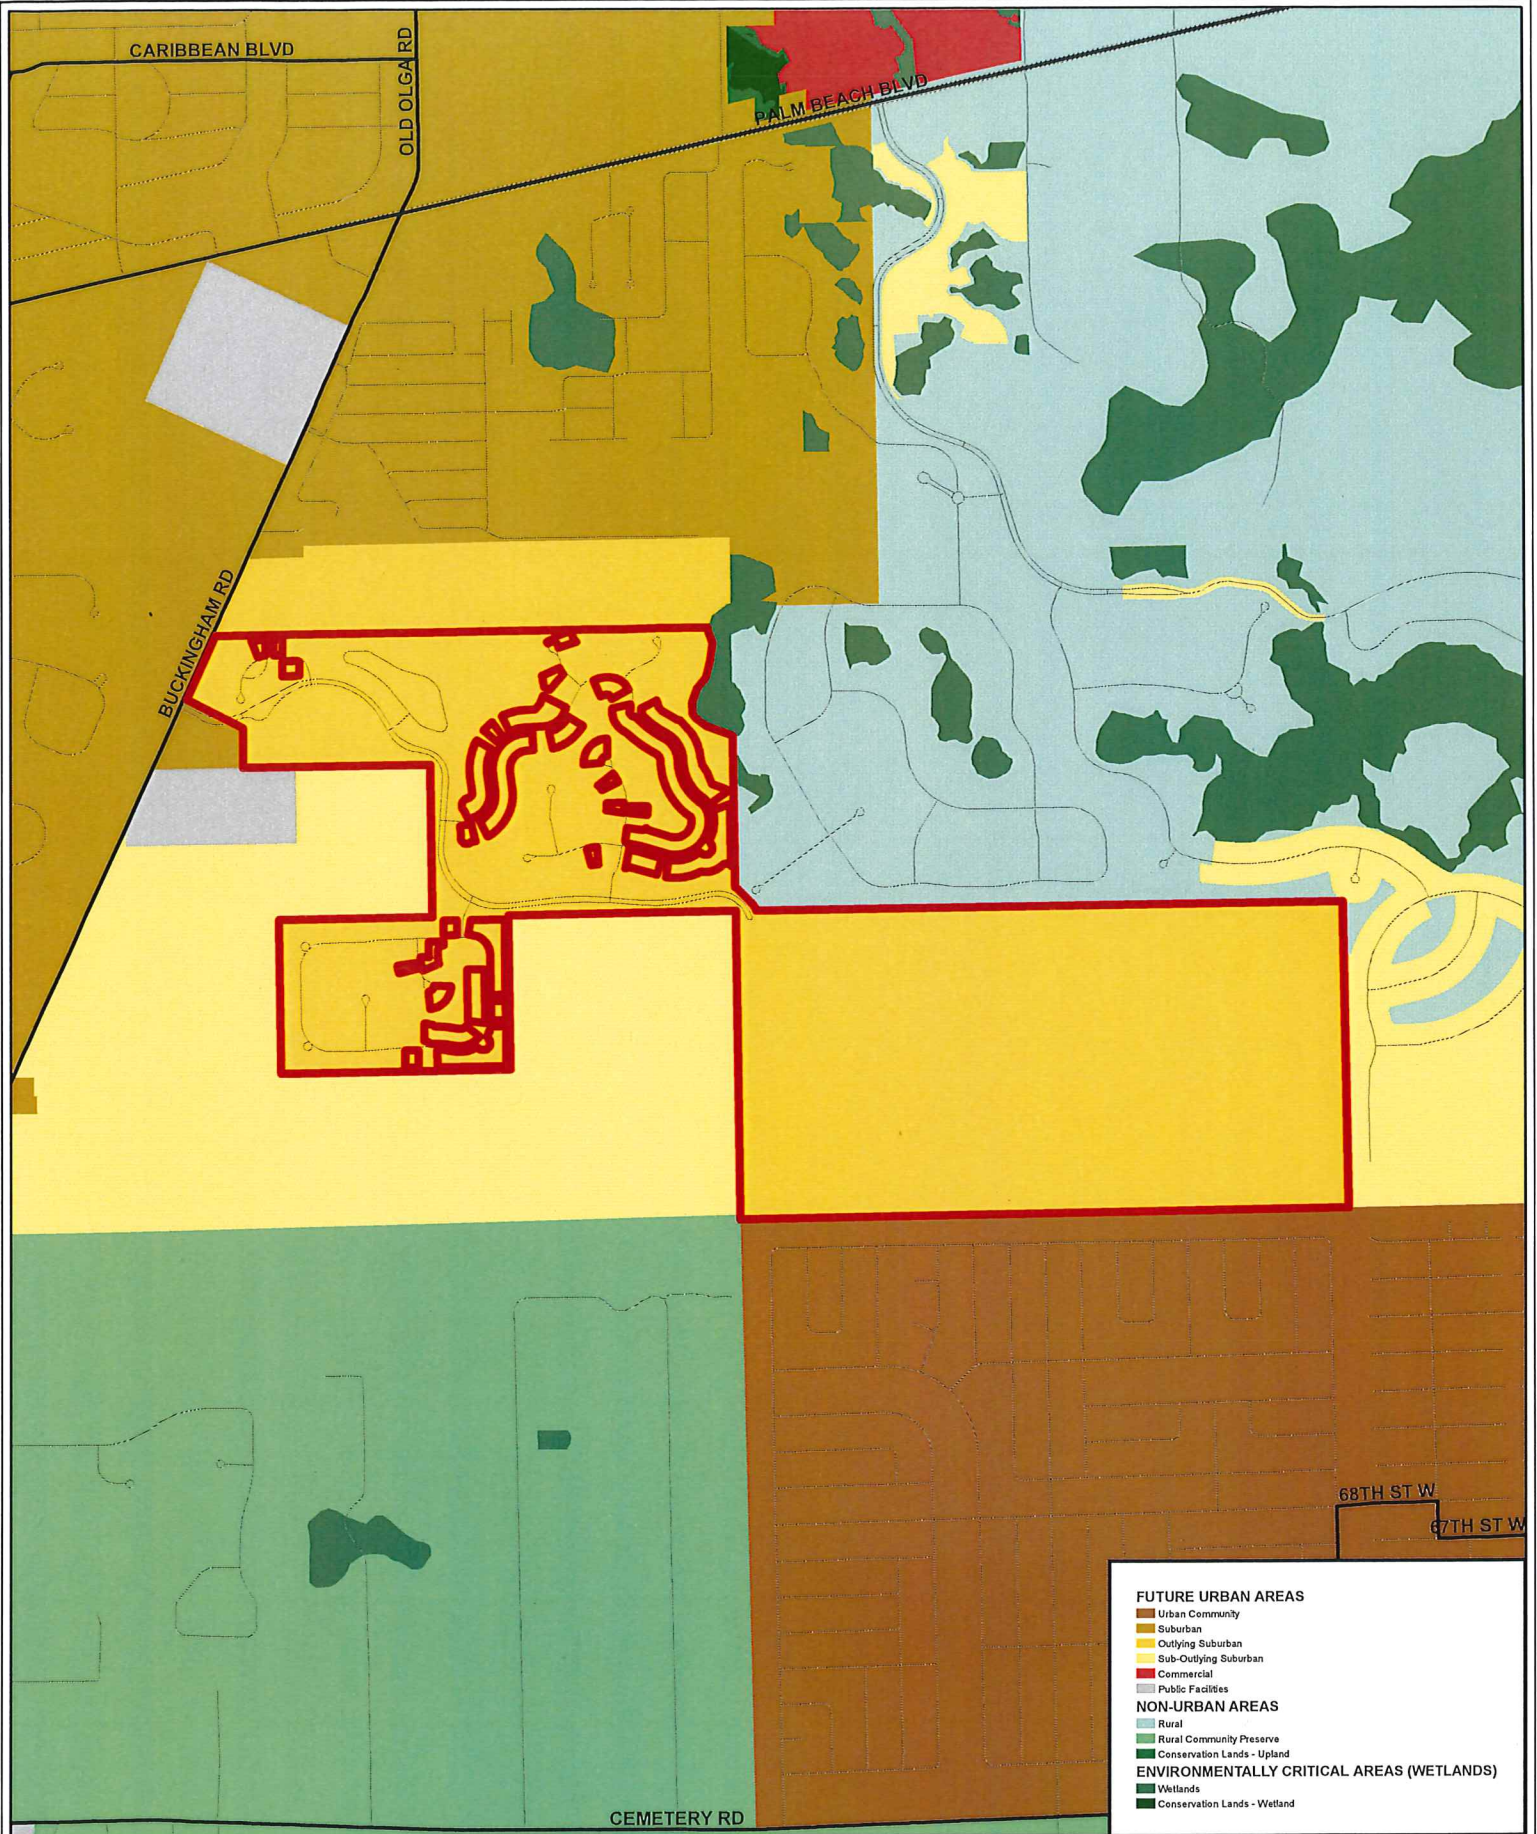 CARIBBEAN BLVD
OLD OLGA RD
PALM BEACH BLVD
BUCKINGHAM RD
68TH ST W
67TH ST W
FUTURE URBAN AREAS
Urban Community
Suburban
Outlying Suburban
Sub-Outlying Suburban
Commercial
Public Facilities
NON-URBAN AREAS
Rural
Rural Community Preserve
Conservation Lands - Upland
ENVIRONMENTALLY CRITICAL AREAS (WETLANDS)
Wetlands
Conservation Lands - Wetland
CEMETERY RD